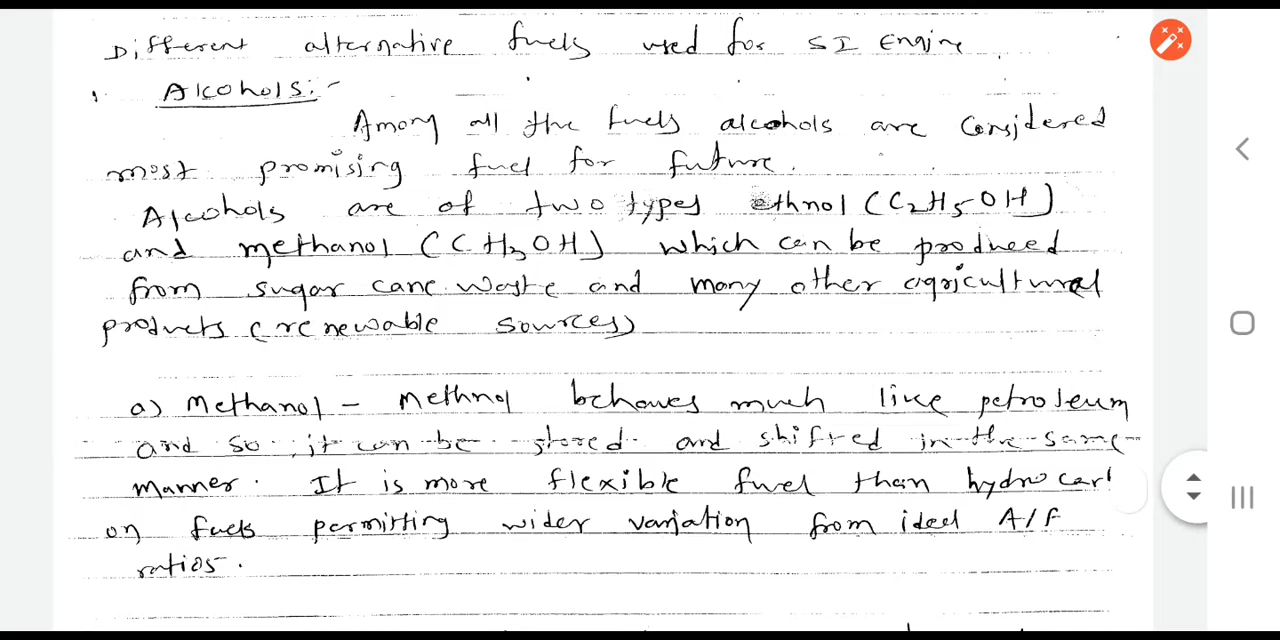 Different alternative fuels used for SI Engine.
1. Alcohols:-
Among all the fuels alcohols are considered
most promising fuel for future.
Alcohols are of two types ethnol (C2H5OH)
and methanol (CH3OH) which can be produced
from sugar cane waste and many other agricultural
products (renewable sources)
a) Methanol - Methnol behaves much like petroleum
and so, it can be stored and shifted in the same
manner. It is more flexible fuel than hydrocarb
on fuels permitting wider variation from ideal A/F
ratios.